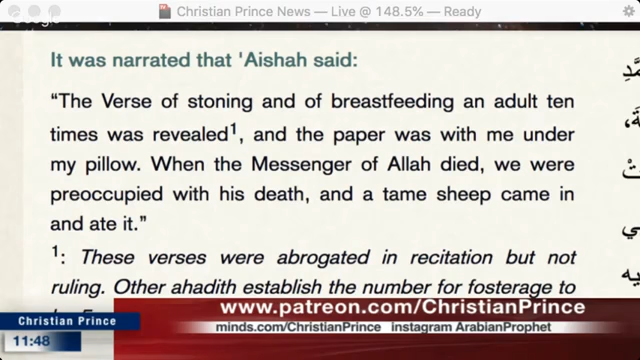 Christian Prince News – Live @ 148.5% – Ready
It was narrated that 'Aishah said:
“The Verse of stoning and of breastfeeding an adult ten
times was revealed¹, and the paper was with me under
my pillow. When the Messenger of Allah died, we were
preoccupied with his death, and a tame sheep came in
and ate it.”
¹: These verses were abrogated in recitation but not
ruling. Other ahadith establish the number for fosterage to
www.patreon.com/ChristianPrince
Christian Prince
minds.com/ChristianPrince instagram ArabianProphet
11:48